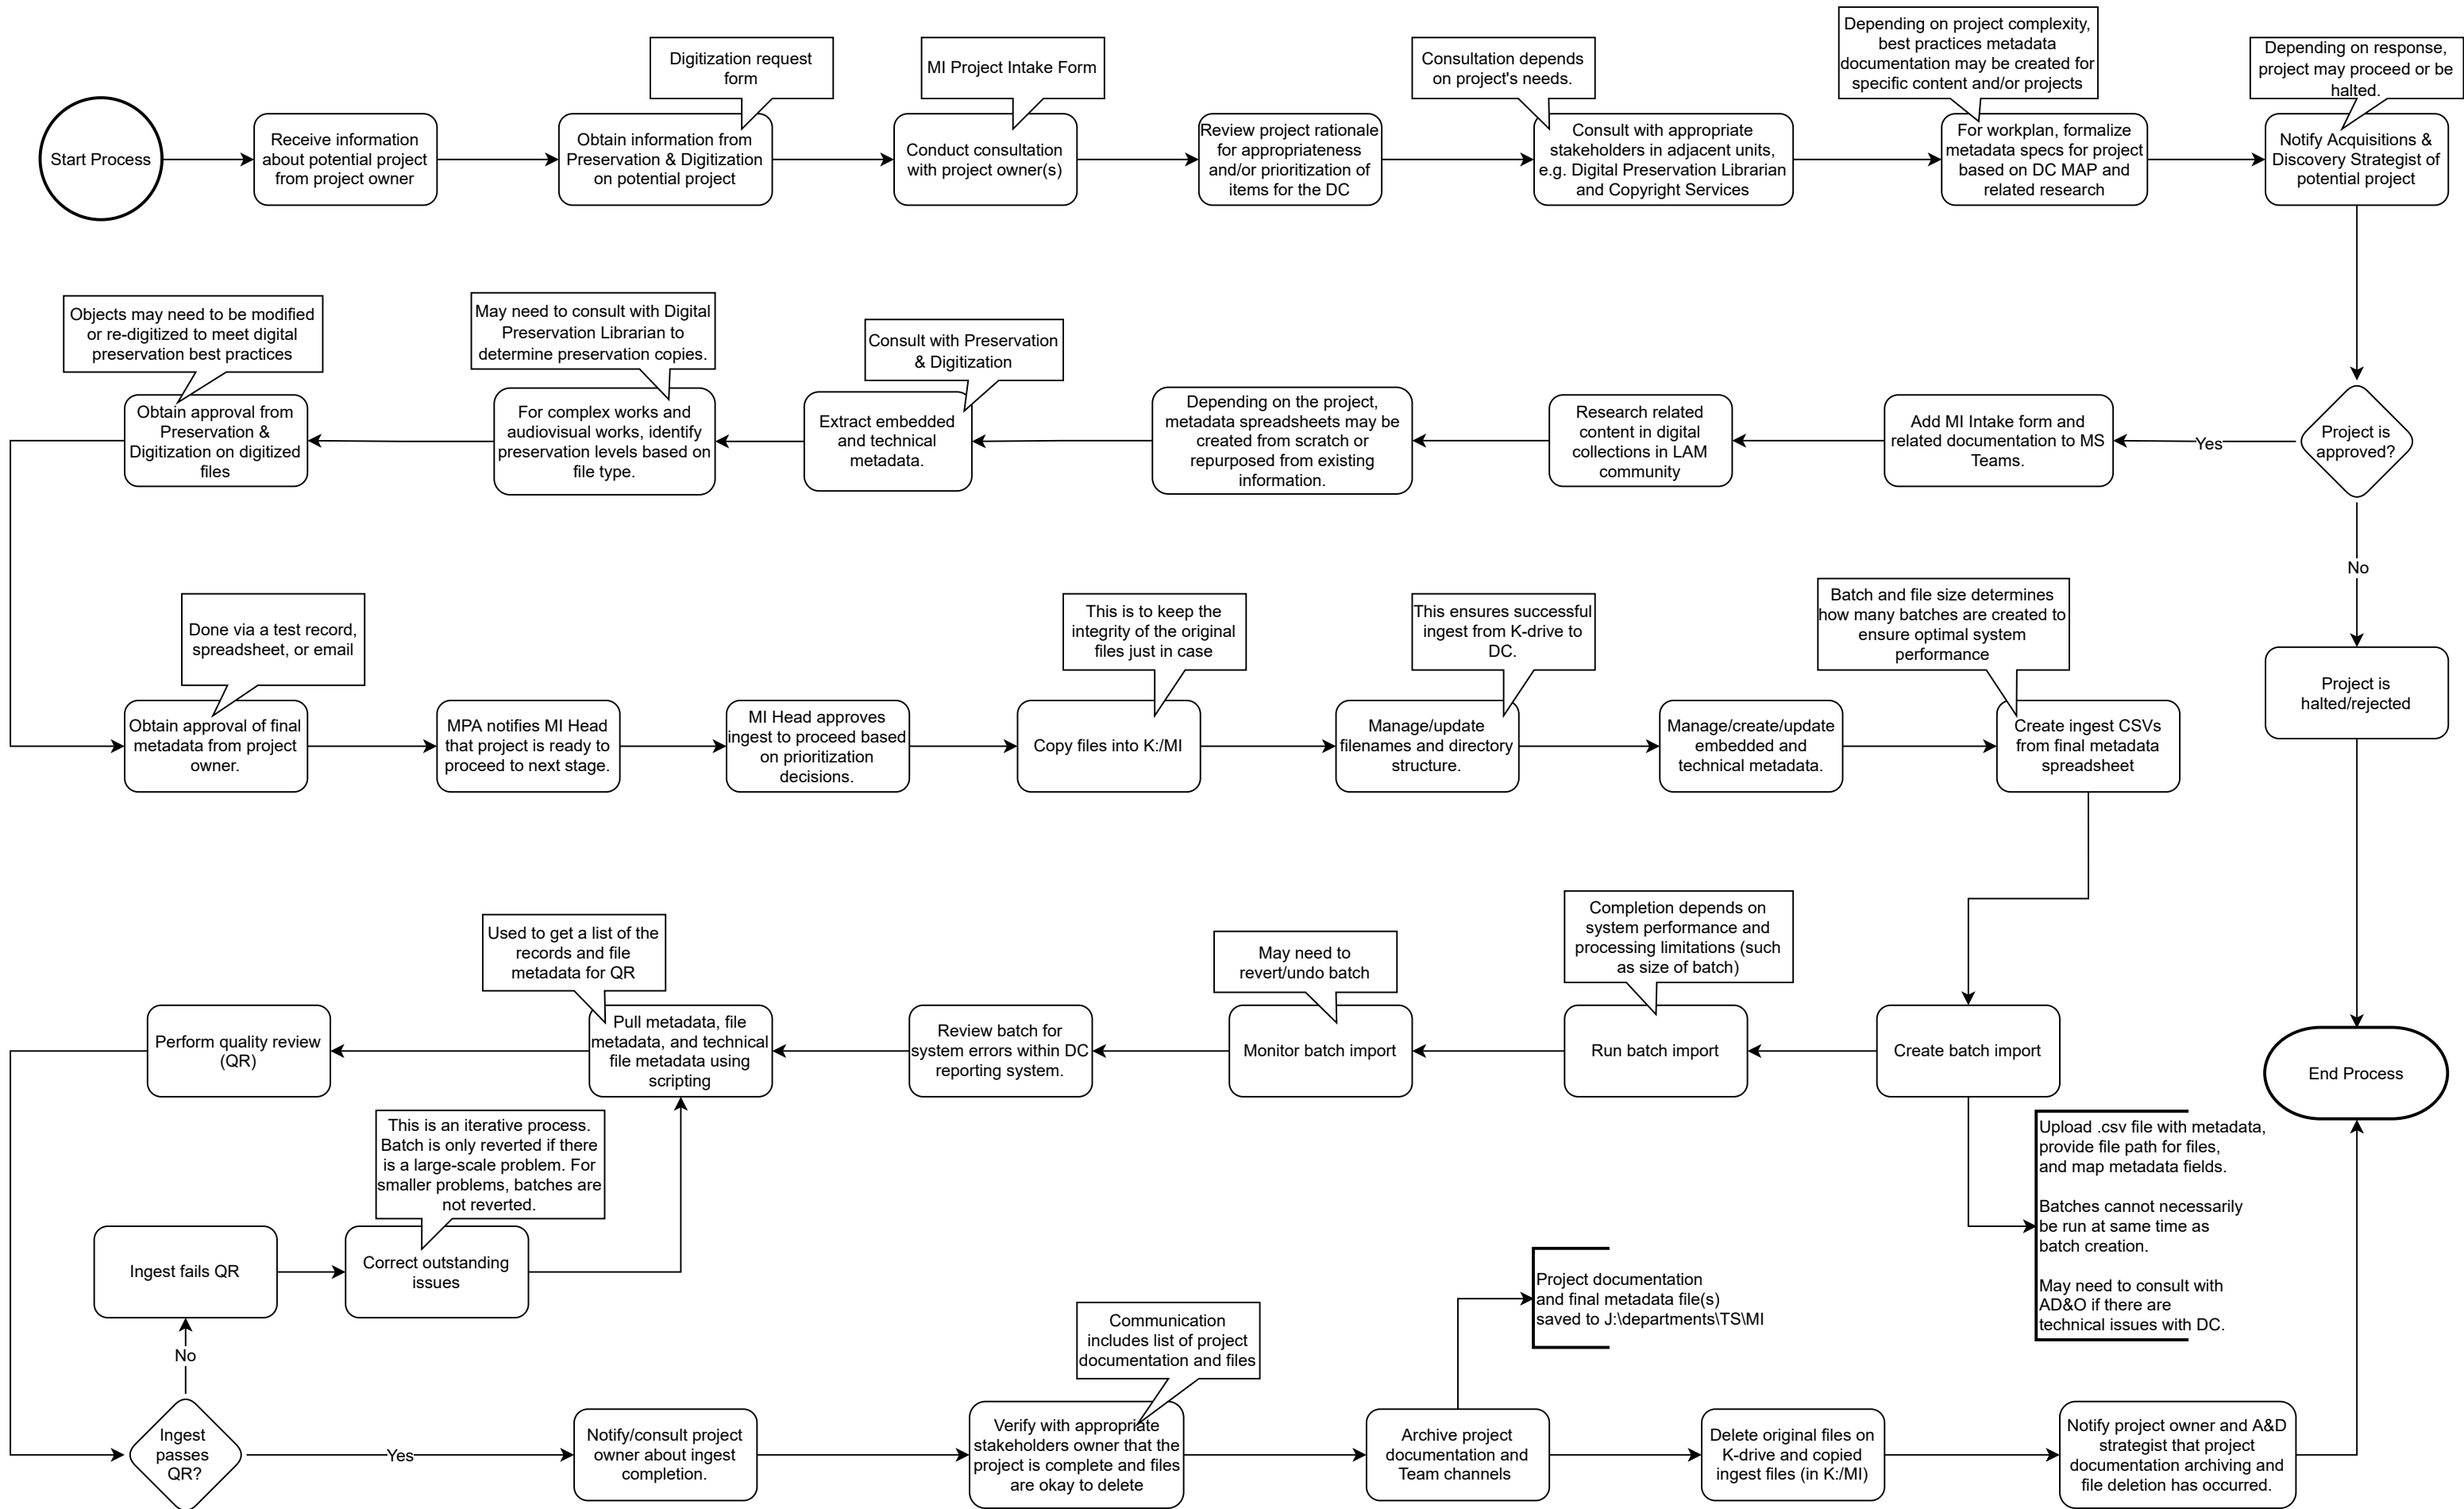 Start Process
Receive information
about potential project
from project owner
Digitization request
form
Obtain information from
Preservation & Digitization
on potential project
MI Project Intake Form
Conduct consultation
with project owner(s)
Review project rationale
for appropriateness
and/or prioritization of
items for the DC
Consultation depends
on project's needs.
Consult with appropriate
stakeholders in adjacent units,
e.g. Digital Preservation Librarian
and Copyright Services
Depending on project complexity,
best practices metadata
documentation may be created for
specific content and/or projects
For workplan, formalize
metadata specs for project
based on DC MAP and
related research
Depending on response,
project may proceed or be
halted.
Notify Acquisitions &
Discovery Strategist of
potential project
Project is
approved?
Yes
Add MI Intake form and
related documentation to MS
Teams.
Research related
content in digital
collections in LAM
community
Depending on the project,
metadata spreadsheets may be
created from scratch or
repurposed from existing
information.
Consult with Preservation
& Digitization
Extract embedded
and technical
metadata.
May need to consult with Digital
Preservation Librarian to
determine preservation copies.
For complex works and
audiovisual works, identify
preservation levels based on
file type.
Objects may need to be modified
or re-digitized to meet digital
preservation best practices
Obtain approval from
Preservation &
Digitization on digitized
files
No
Project is
halted/rejected
Done via a test record,
spreadsheet, or email
Obtain approval of final
metadata from project
owner.
MPA notifies MI Head
that project is ready to
proceed to next stage.
MI Head approves
ingest to proceed based
on prioritization
decisions.
This is to keep the
integrity of the original
files just in case
Copy files into K:/MI
This ensures successful
ingest from K-drive to
DC.
Manage/update
filenames and directory
structure.
Manage/create/update
embedded and
technical metadata.
Batch and file size determines
how many batches are created to
ensure optimal system
performance
Create ingest CSVs
from final metadata
spreadsheet
Create batch import
Upload .csv file with metadata,
provide file path for files,
and map metadata fields.
Batches cannot necessarily
be run at same time as
batch creation.
May need to consult with
AD&O if there are
technical issues with DC.
Completion depends on
system performance and
processing limitations (such
as size of batch)
Run batch import
May need to
revert/undo batch
Monitor batch import
Review batch for
system errors within DC
reporting system.
Used to get a list of the
records and file
metadata for QR
Pull metadata, file
metadata, and technical
file metadata using
scripting
Perform quality review
(QR)
Ingest
passes
QR?
No
Ingest fails QR
This is an iterative process.
Batch is only reverted if there
is a large-scale problem. For
smaller problems, batches are
not reverted.
Correct outstanding
issues
Yes
Notify/consult project
owner about ingest
completion.
Communication
includes list of project
documentation and files
Verify with appropriate
stakeholders owner that the
project is complete and files
are okay to delete
Archive project
documentation and
Team channels
Project documentation
and final metadata file(s)
saved to J:\departments\TS\MI
Delete original files on
K-drive and copied
ingest files (in K:/MI)
Notify project owner and A&D
strategist that project
documentation archiving and
file deletion has occurred.
End Process